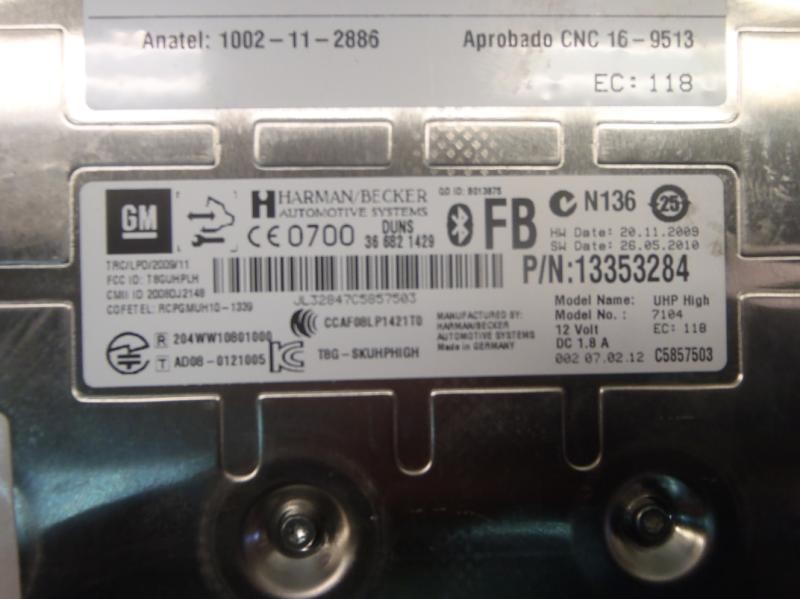 Anatel: 1002-11-2886 Aprobado CNC 16-9513
EC: 118
GM
HARMAN/BECKER
AUTOMOTIVE SYSTEMS
QD ID: B013875
N136
25
CE 0700
DUNS
36 682 1429
FB
HW Date: 20.11.2009
SW Date: 26.05.2010
TRC/LPD/2009/11
FCC ID: T8GUHPLH
CMII ID 2008DJ2148
COFETEL: RCPGMUH10-1339
JL32847C5857503
P/N:13353284
R 204WW10801000
T AD08-0121005
CCAF08LP1421T0
T8G-SKUHPHIGH
MANUFACTURED BY:
HARMAN/BECKER
AUTOMOTIVE SYSTEMS
Made in GERMANY
Model Name: UHP High
Model No.: 7104
12 Volt EC: 118
DC 1.8 A
002 07.02.12 C5857503